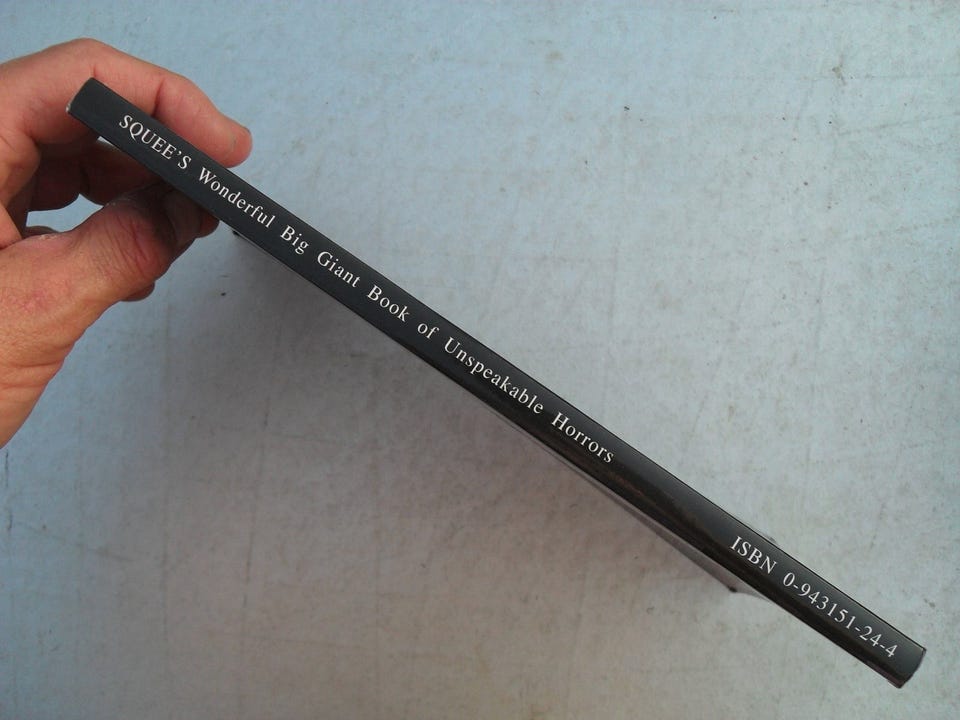 SQUEE'S Wonderful Big Giant Book of Unspeakable Horrors
ISBN 0-943151-24-4